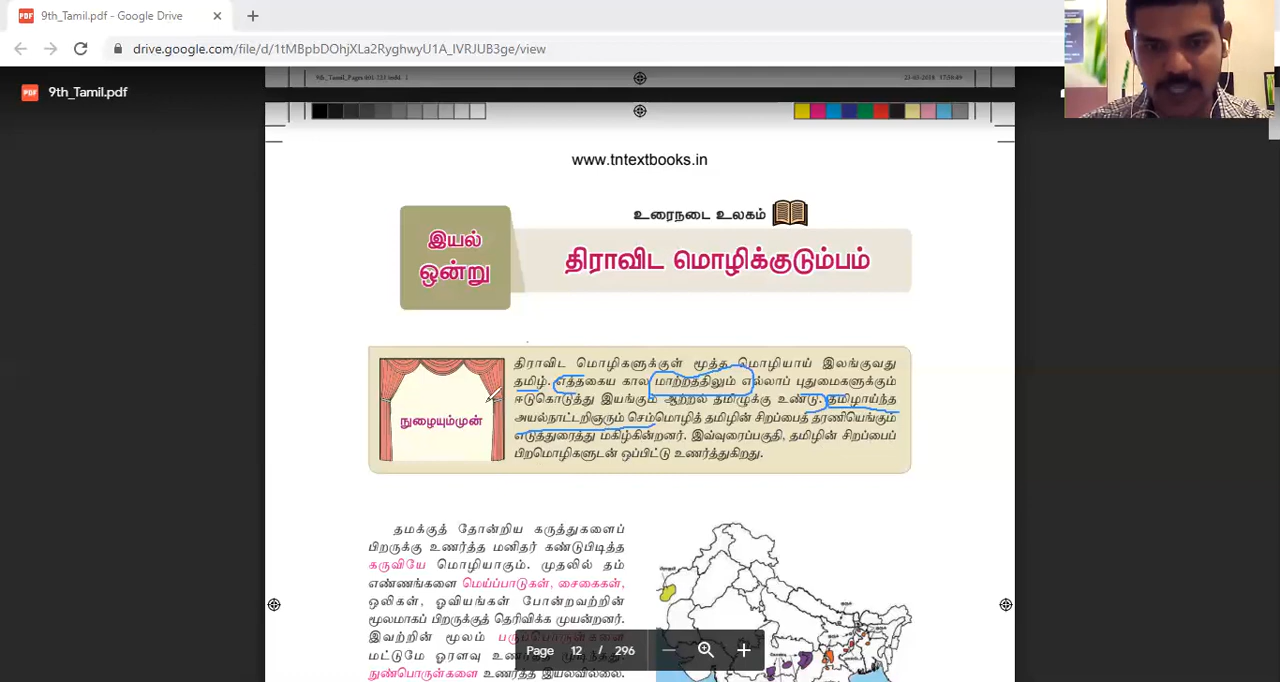 9th_Tamil.pdf - Google Drive
drive.google.com/file/d/1tMBpbDOhjXLa2RyghwyU1A_lVRJUB3ge/view
9th_Tamil.pdf
www.tntextbooks.in
உரைநடை உலகம்
இயல்
ஒன்று
திராவிட மொழிக்குடும்பம்
நுழையும்முன்
திராவிட மொழிகளுக்குள் மூத்த மொழியாய் இலங்குவது
தமிழ். எத்தகைய கால மாற்றத்திலும் எல்லாப் புதுமைகளுக்கும்
ஈடுகொடுத்து இயங்கும் ஆற்றல் தமிழுக்கு உண்டு. தமிழாய்ந்த
அயல்நாட்டறிஞரும் செம்மொழித் தமிழின் சிறப்பைத் தரணியெங்கும்
எடுத்துரைத்து மகிழ்கின்றனர். இவ்வுரைப்பகுதி, தமிழின் சிறப்பைப்
பிறமொழிகளுடன் ஒப்பிட்டு உணர்த்துகிறது.
தமக்குத் தோன்றிய கருத்துகளைப்
பிறருக்கு உணர்த்த மனிதர் கண்டுபிடித்த
கருவியே மொழியாகும். முதலில் தம்
எண்ணங்களை மெய்ப்பாடுகள், சைகைகள்,
ஒலிகள், ஓவியங்கள் போன்றவற்றின்
மூலமாகப் பிறருக்குத் தெரிவிக்க முயன்றனர்.
இவற்றின் மூலம்
மட்டுமே ஓரளவு
நுண்பொருள்களை உணர்த்த இயலவில்லை.
Page 12 / 296